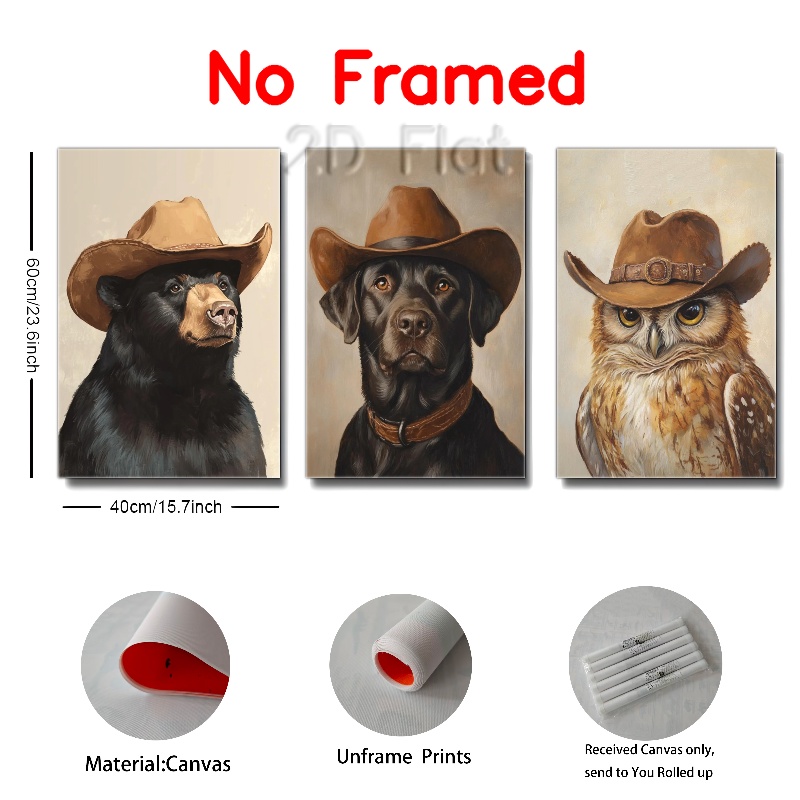 No Framed
2D Flat
60cm/23.6inch
40cm/15.7inch
Material:Canvas
Unframe Prints
Received Canvas only,
send to You Rolled up